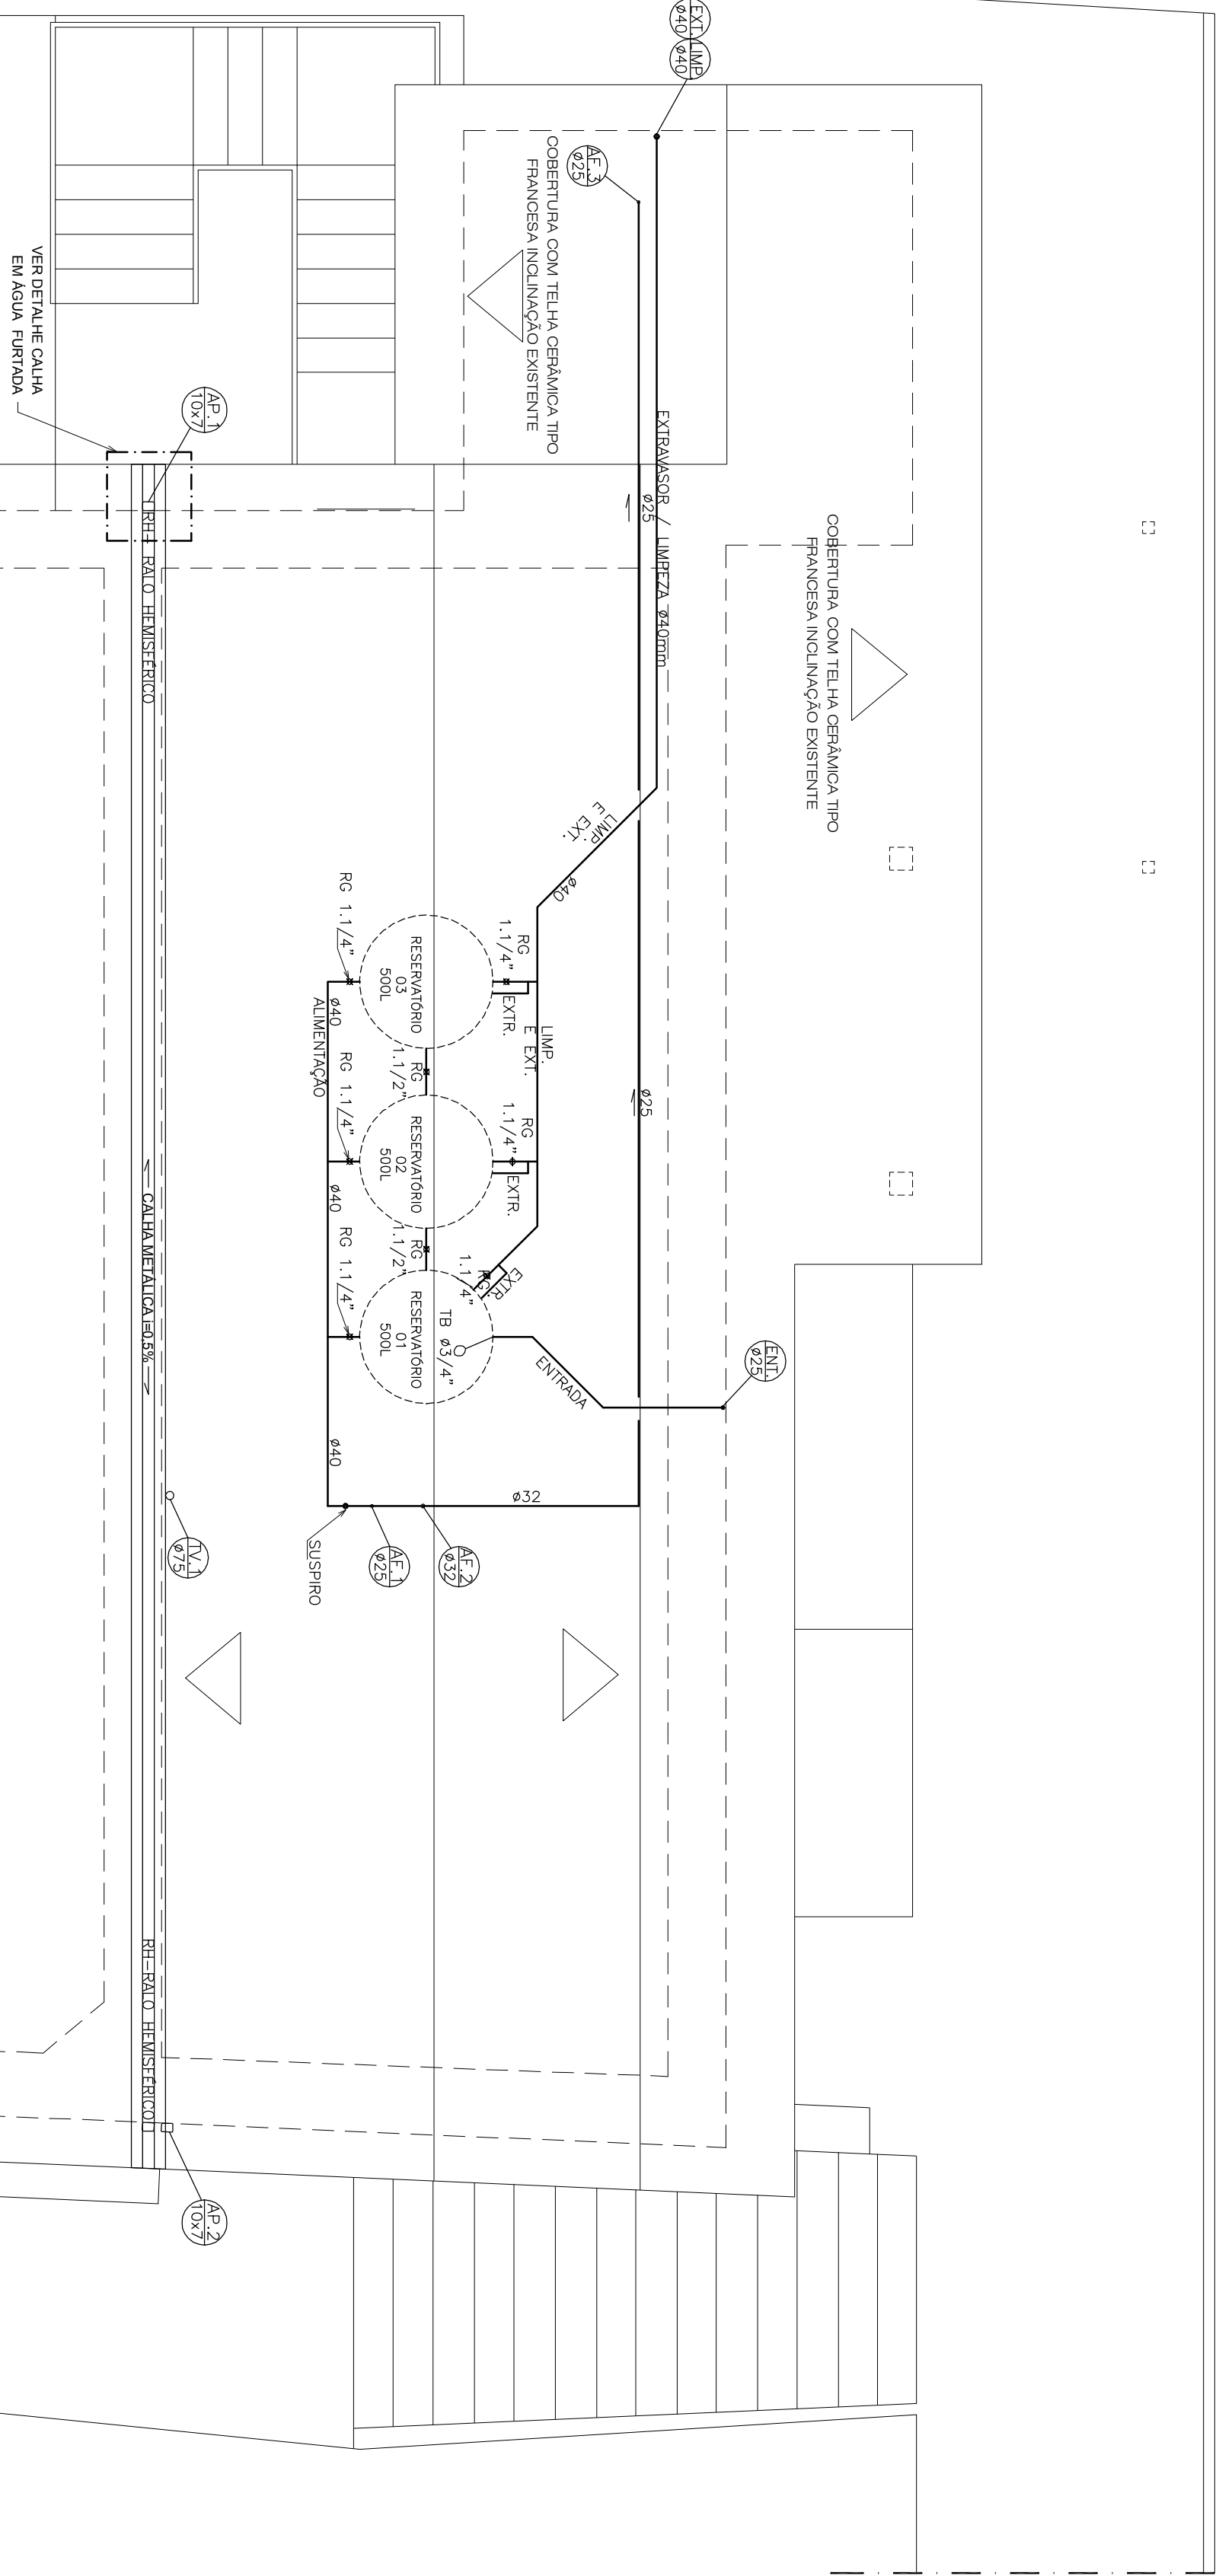 EXT.
ø40
LIMP
ø40
AF.3
ø25
COBERTURA COM TELHA CERÂMICA TIPO
FRANCESA INCLINAÇÃO EXISTENTE
VER DETALHE CALHA
EM ÁGUA FURTADA
AP.1
10x7
RH-RALO HEMISFÉRICO
EXTRAVASOR / LIMPEZA ø40mm
ø25
COBERTURA COM TELHA CERÂMICA TIPO
FRANCESA INCLINAÇÃO EXISTENTE
LIMP.
E EXT.
ø40
RG
1.1/4"
EXTR.
RG 1.1/4"
RESERVATÓRIO
03
500L
ø40
ALIMENTAÇÃO
LIMP.
E EXT.
RG
1.1/2"
RG 1.1/4"
RG
1.1/4"
EXTR.
ø25
RESERVATÓRIO
02
500L
ø40
RG
1.1/2"
RG 1.1/4"
RG.
1.1/4"
EXTR
TB ø3/4"
RESERVATÓRIO
01
500L
ENTRADA
ENT.
ø25
CALHA METÁLICA i=0,5%
ø40
ø32
SUSPIRO
AF.1
ø25
AF.2
ø32
TV.1
ø75
RH-RALO HEMISFÉRICO
AP.2
10x7